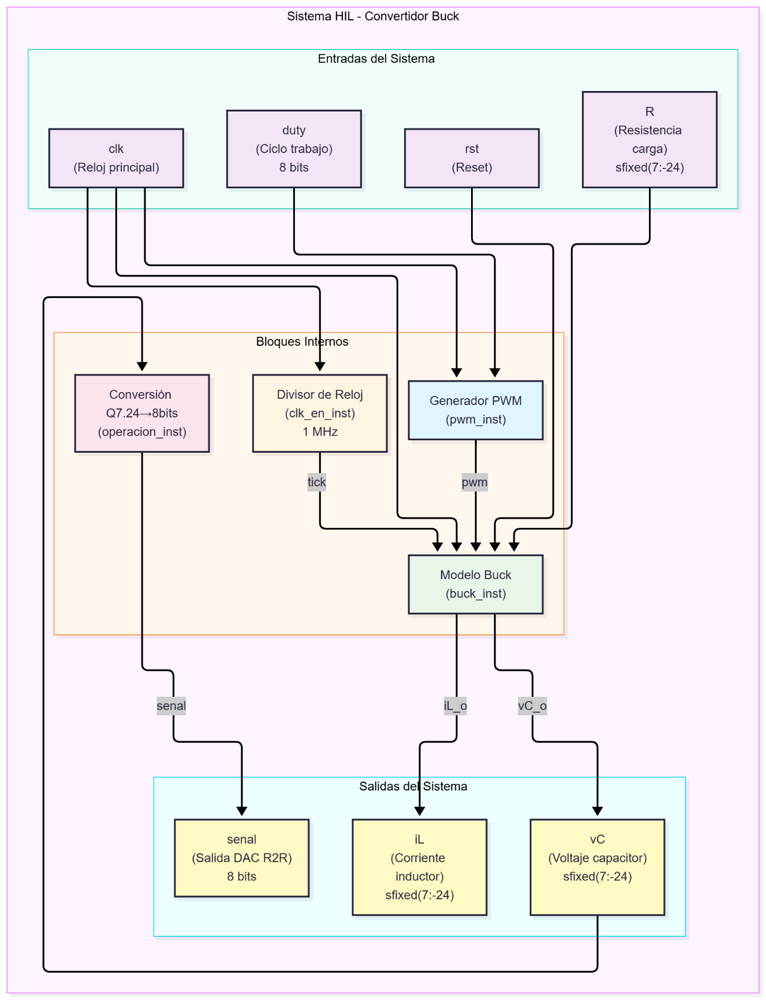 Sistema HIL - Convertidor Buck
Entradas del Sistema
clk
(Reloj principal)
duty
(Ciclo trabajo)
8 bits
rst
(Reset)
R
(Resistencia
carga)
sfixed(7:-24)
Bloques Internos
Conversión
Q7.24→8bits
(operacion_inst)
Divisor de Reloj
(clk_en_inst)
1 MHz
Generador PWM
(pwm_inst)
tick
pwm
Modelo Buck
(buck_inst)
senal
iL_o
vC_o
Salidas del Sistema
senal
(Salida DAC R2R)
8 bits
iL
(Corriente
inductor)
sfixed(7:-24)
vC
(Voltaje capacitor)
sfixed(7:-24)